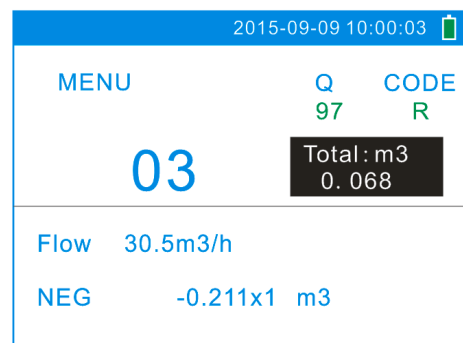 2015-09-09 10:00:03
MENU Q CODE
97 R
03 Total:m3
0.068
Flow 30.5m3/h
NEG -0.211x1 m3